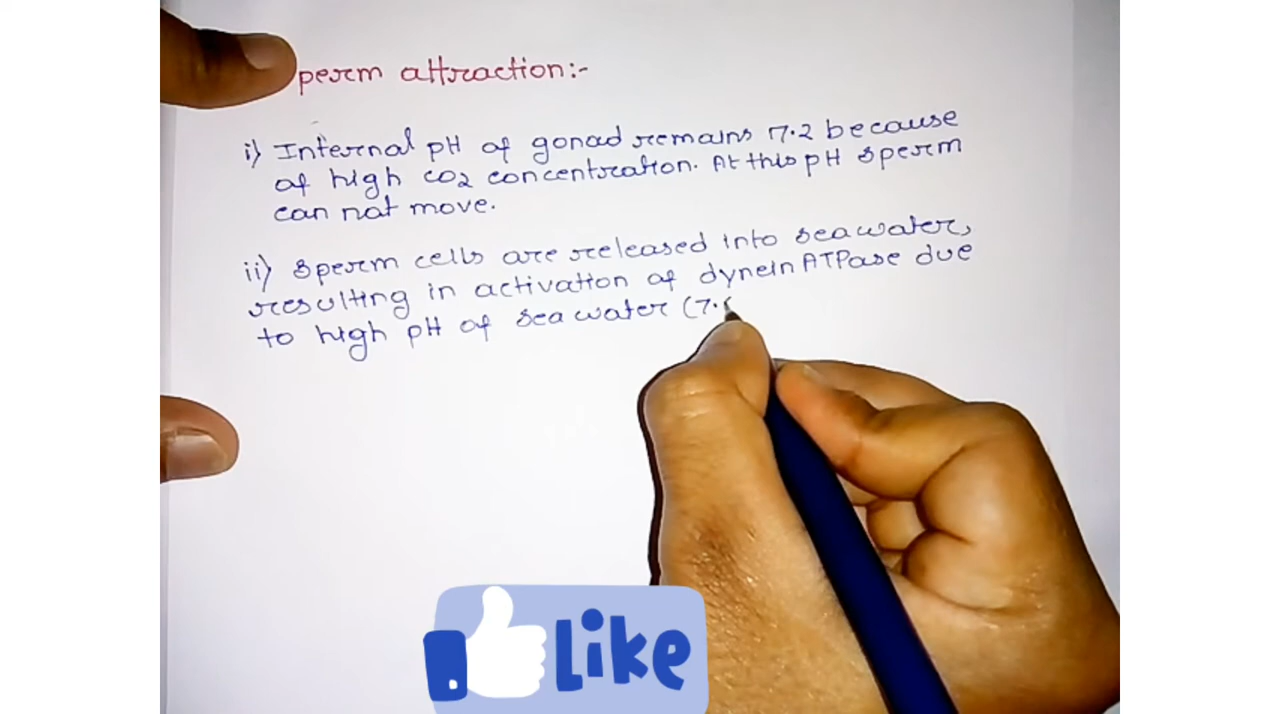 perm attraction:-
i) Internal pH of gonad remains 7.2 because
of high CO2 concentration. At this pH sperm
can not move.
ii) Sperm cells are released into seawater,
resulting in activation of dynein ATPase due
to high pH of sea water (7.
Like